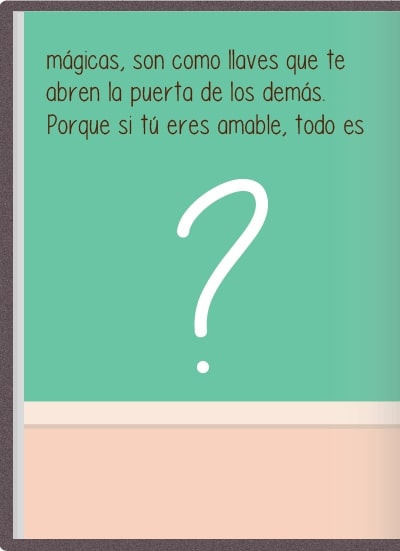 mágicas, son como llaves que te
abren la puerta de los demás.
Porque si tú eres amable, todo es
?